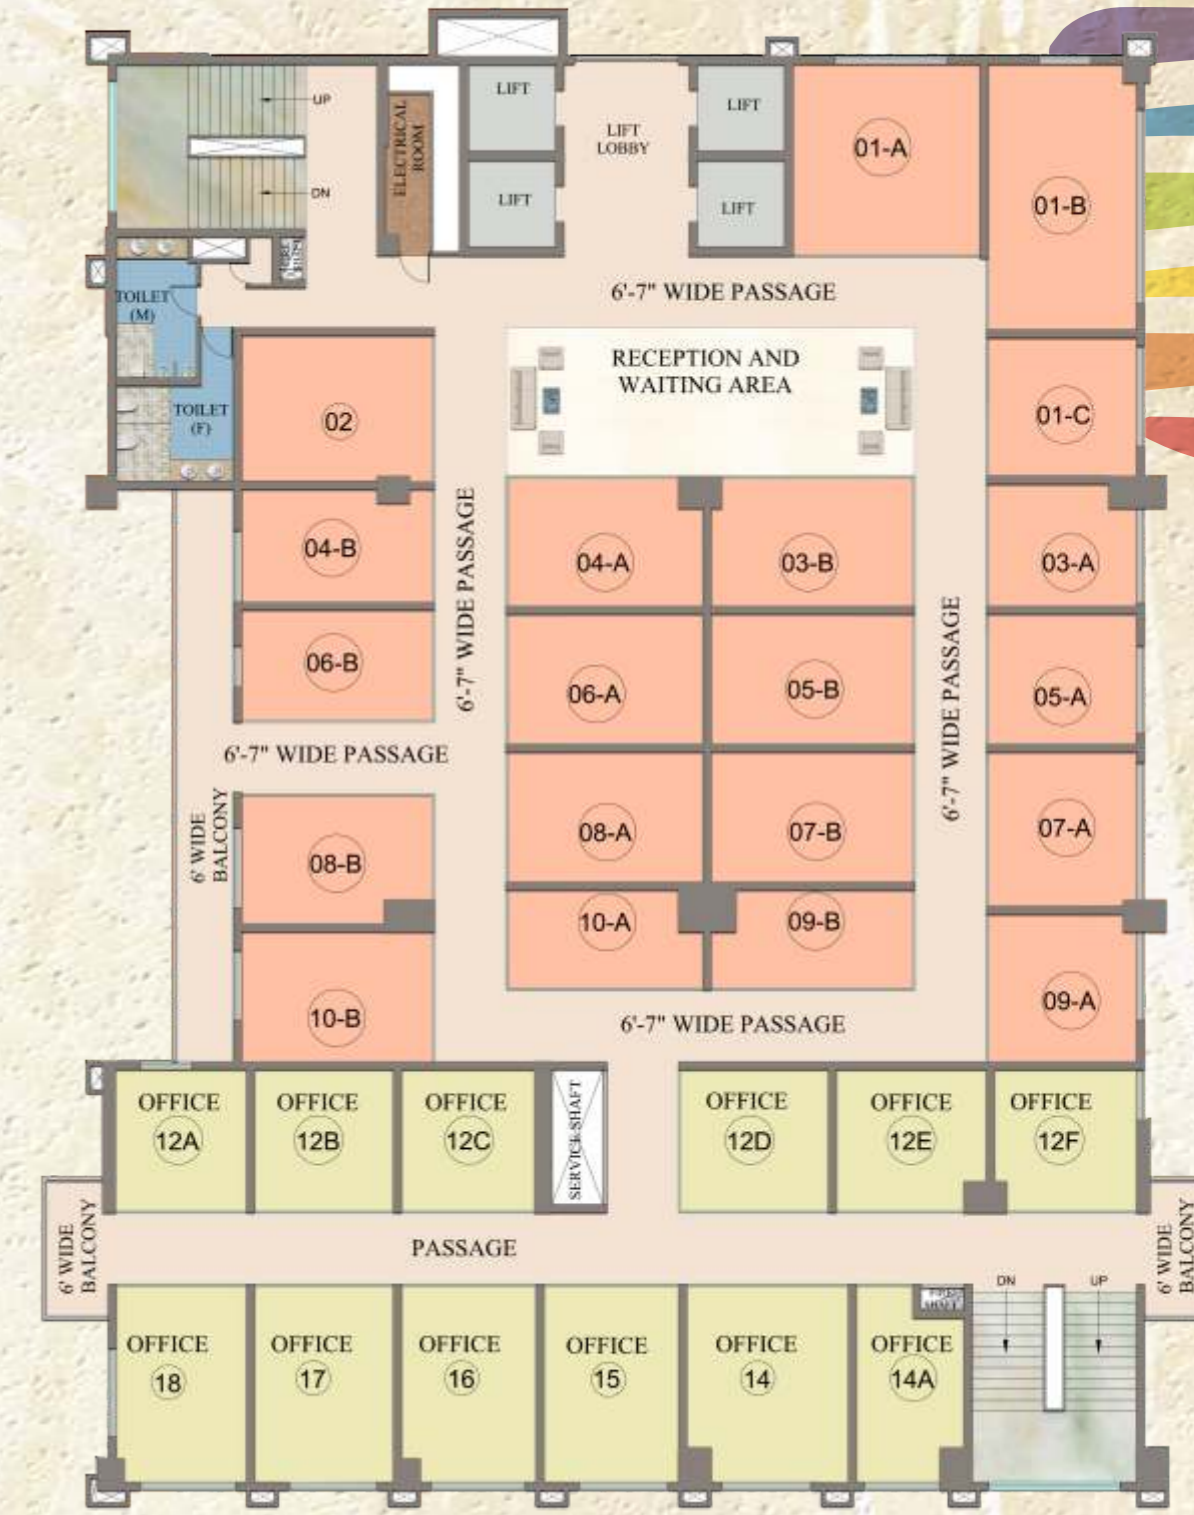 UP
DN
ELECTRICAL
ROOM
LIFT
LIFT
LIFT
LOBBY
LIFT
LIFT
01-A
01-B
TOILET
(M)
TOILET
(F)
6'-7" WIDE PASSAGE
RECEPTION AND
WAITING AREA
01-C
02
04-B
6'-7" WIDE PASSAGE
04-A
03-B
03-A
06-B
06-A
05-B
6'-7" WIDE PASSAGE
05-A
6'-7" WIDE PASSAGE
6' WIDE
BALCONY
08-B
08-A
07-B
07-A
10-A
09-B
10-B
6'-7" WIDE PASSAGE
09-A
OFFICE
12A
OFFICE
12B
OFFICE
12C
SERVICE SHAFT
OFFICE
12D
OFFICE
12E
OFFICE
12F
6' WIDE
BALCONY
PASSAGE
6' WIDE
BALCONY
OFFICE
18
OFFICE
17
OFFICE
16
OFFICE
15
OFFICE
14
OFFICE
14A
SHAFT
DN
UP